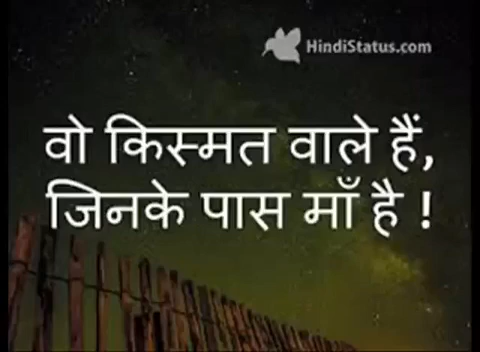 HindiStatus.com
वो किस्मत वाले हैं,
जिनके पास माँ है !